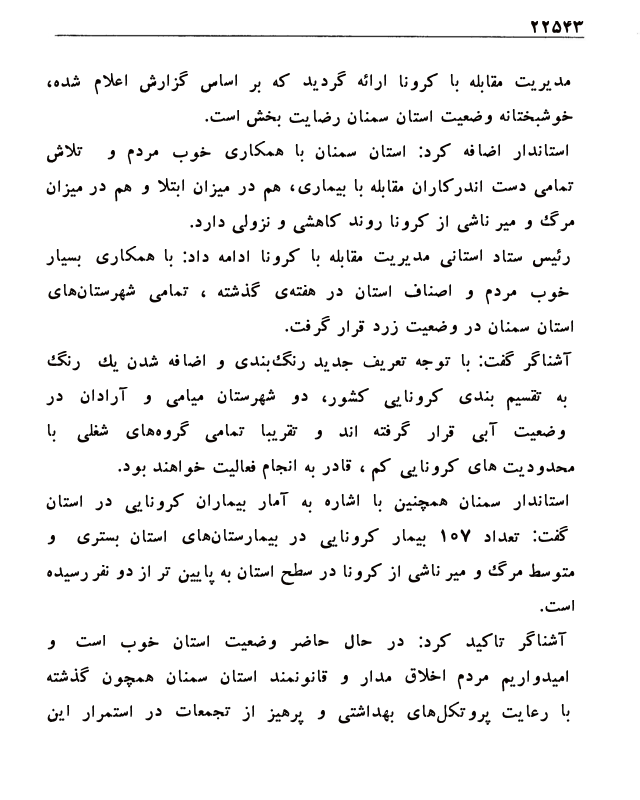 ۲۲۵۴۳
مدیریت مقابله با کرونا ارائه گردید که بر اساس گزارش اعلام شده،
خوشبختانه وضعیت استان سمنان رضایت بخش است.
استاندار اضافه کرد: استان سمنان با همکاری خوب مردم و تلاش
تمامی دست اندرکاران مقابله با بیماری، هم در میزان ابتلا و هم در میزان
مرگ و میر ناشی از کرونا روند کاهشی و نزولی دارد.
رئیس ستاد استانی مدیریت مقابله با کرونا ادامه داد: با همکاری بسیار
خوب مردم و اصناف استان در هفته‌ی گذشته ، تمامی شهرستان‌های
استان سمنان در وضعیت زرد قرار گرفت.
آشناگر گفت: با توجه تعریف جدید رنگ‌بندی و اضافه شدن یك رنگ
به تقسیم بندی کرونایی کشور، دو شهرستان میامی و آرادان در
وضعیت آبی قرار گرفته اند و تقریبا تمامی گروه‌های شغلی با
محدودیت های کرونایی کم ، قادر به انجام فعالیت خواهند بود.
استاندار سمنان همچنین با اشاره به آمار بیماران کرونایی در استان
گفت: تعداد ۱۰۷ بیمار کرونایی در بیمارستان‌های استان بستری و
متوسط مرگ و میر ناشی از کرونا در سطح استان به پایین تر از دو نفر رسیده
است.
آشناگر تاکید کرد: در حال حاضر وضعیت استان خوب است و
امیدواریم مردم اخلاق مدار و قانونمند استان سمنان همچون گذشته
با رعایت پروتکل‌های بهداشتی و پرهیز از تجمعات در استمرار این